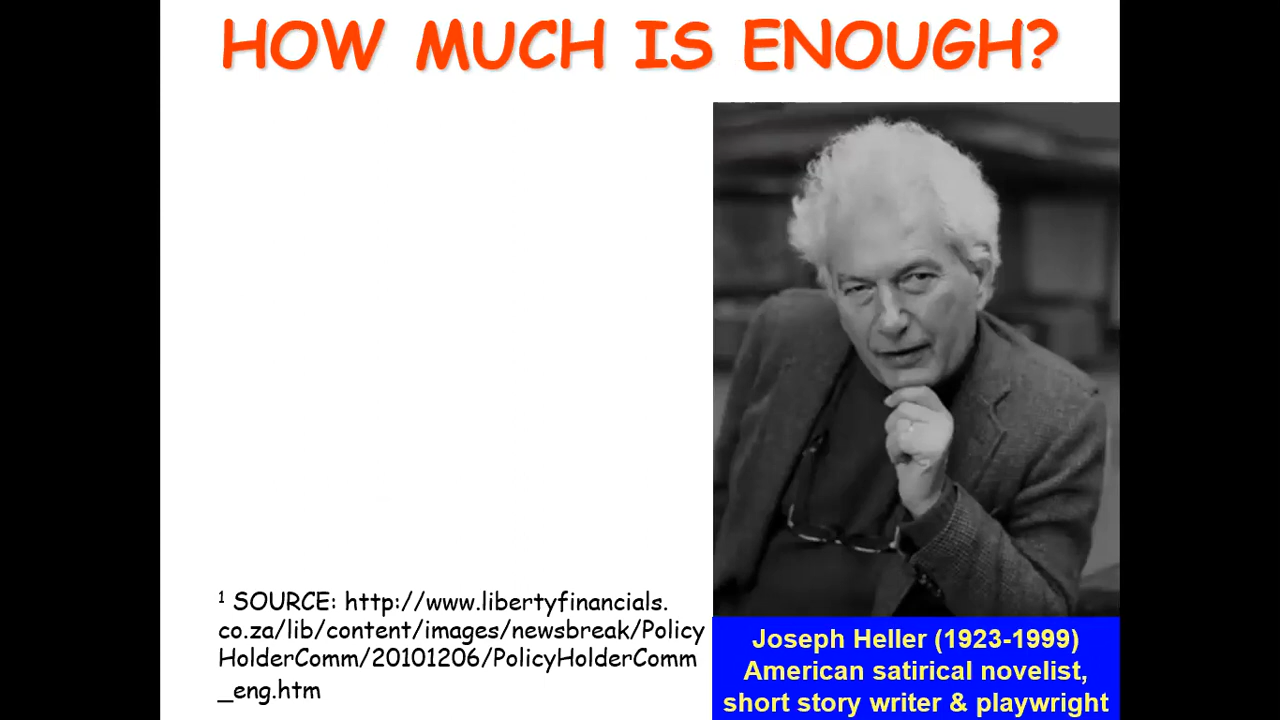 HOW MUCH IS ENOUGH?
¹ SOURCE: http://www.libertyfinancials.
co.za/lib/content/images/newsbreak/Policy
HolderComm/20101206/PolicyHolderComm
_eng.htm
Joseph Heller (1923-1999)
American satirical novelist,
short story writer & playwright